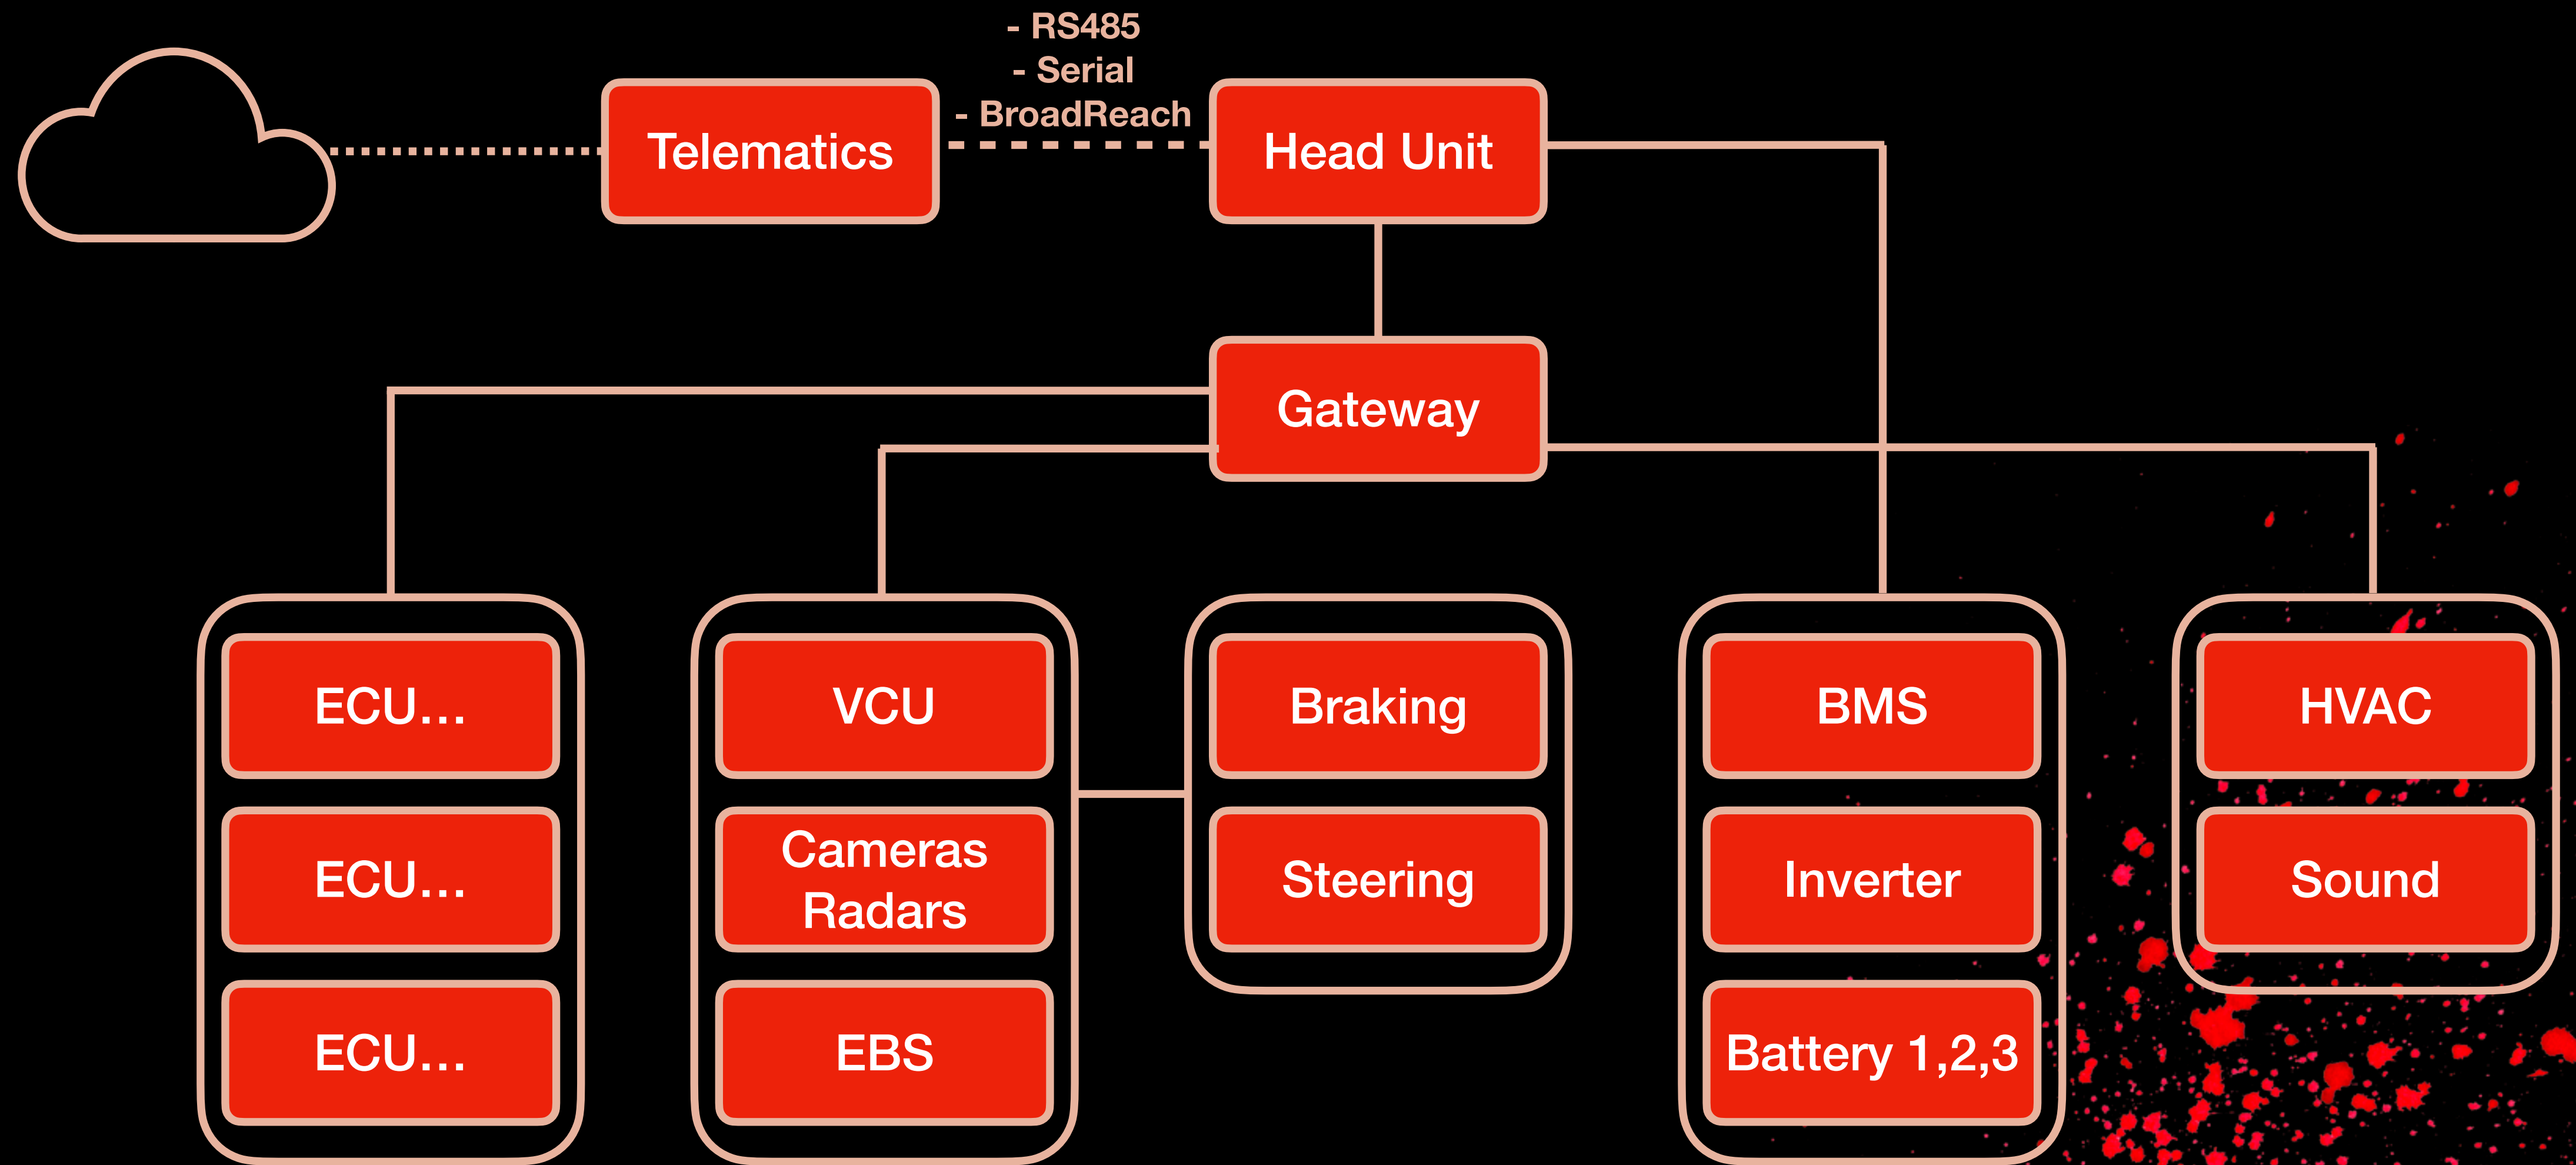 - RS485
- Serial
- BroadReach
Telematics
Head Unit
Gateway
ECU...
ECU...
ECU...
VCU
Cameras
Radars
EBS
Braking
Steering
BMS
Inverter
Battery 1,2,3
HVAC
Sound